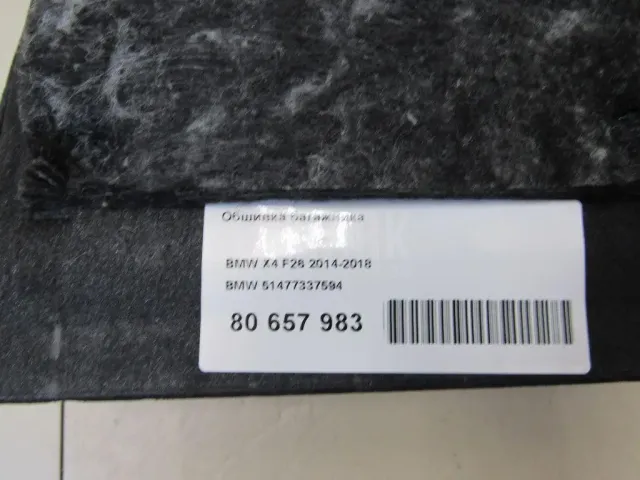 Обшивка багажника
BMW X4 F26 2014-2018
BMW 51477337594
80 657 983